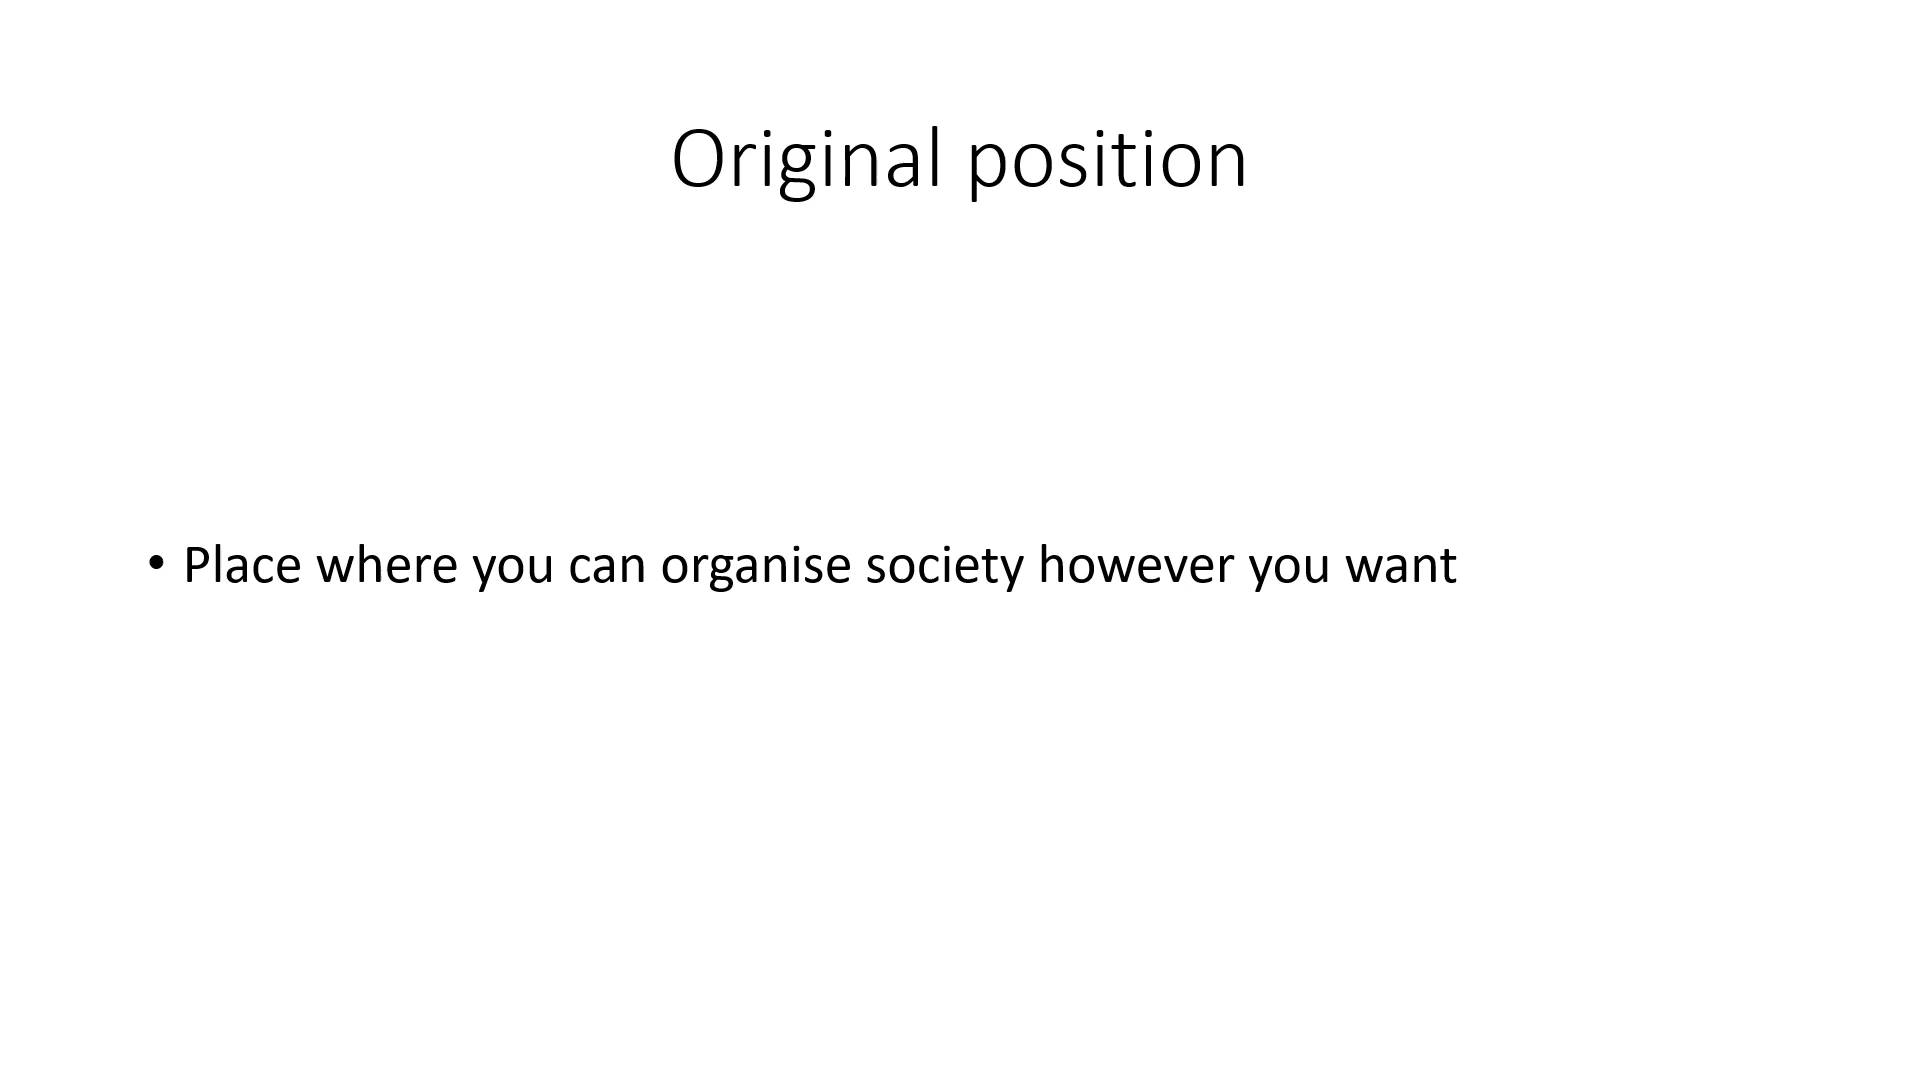 Original position
• Place where you can organise society however you want